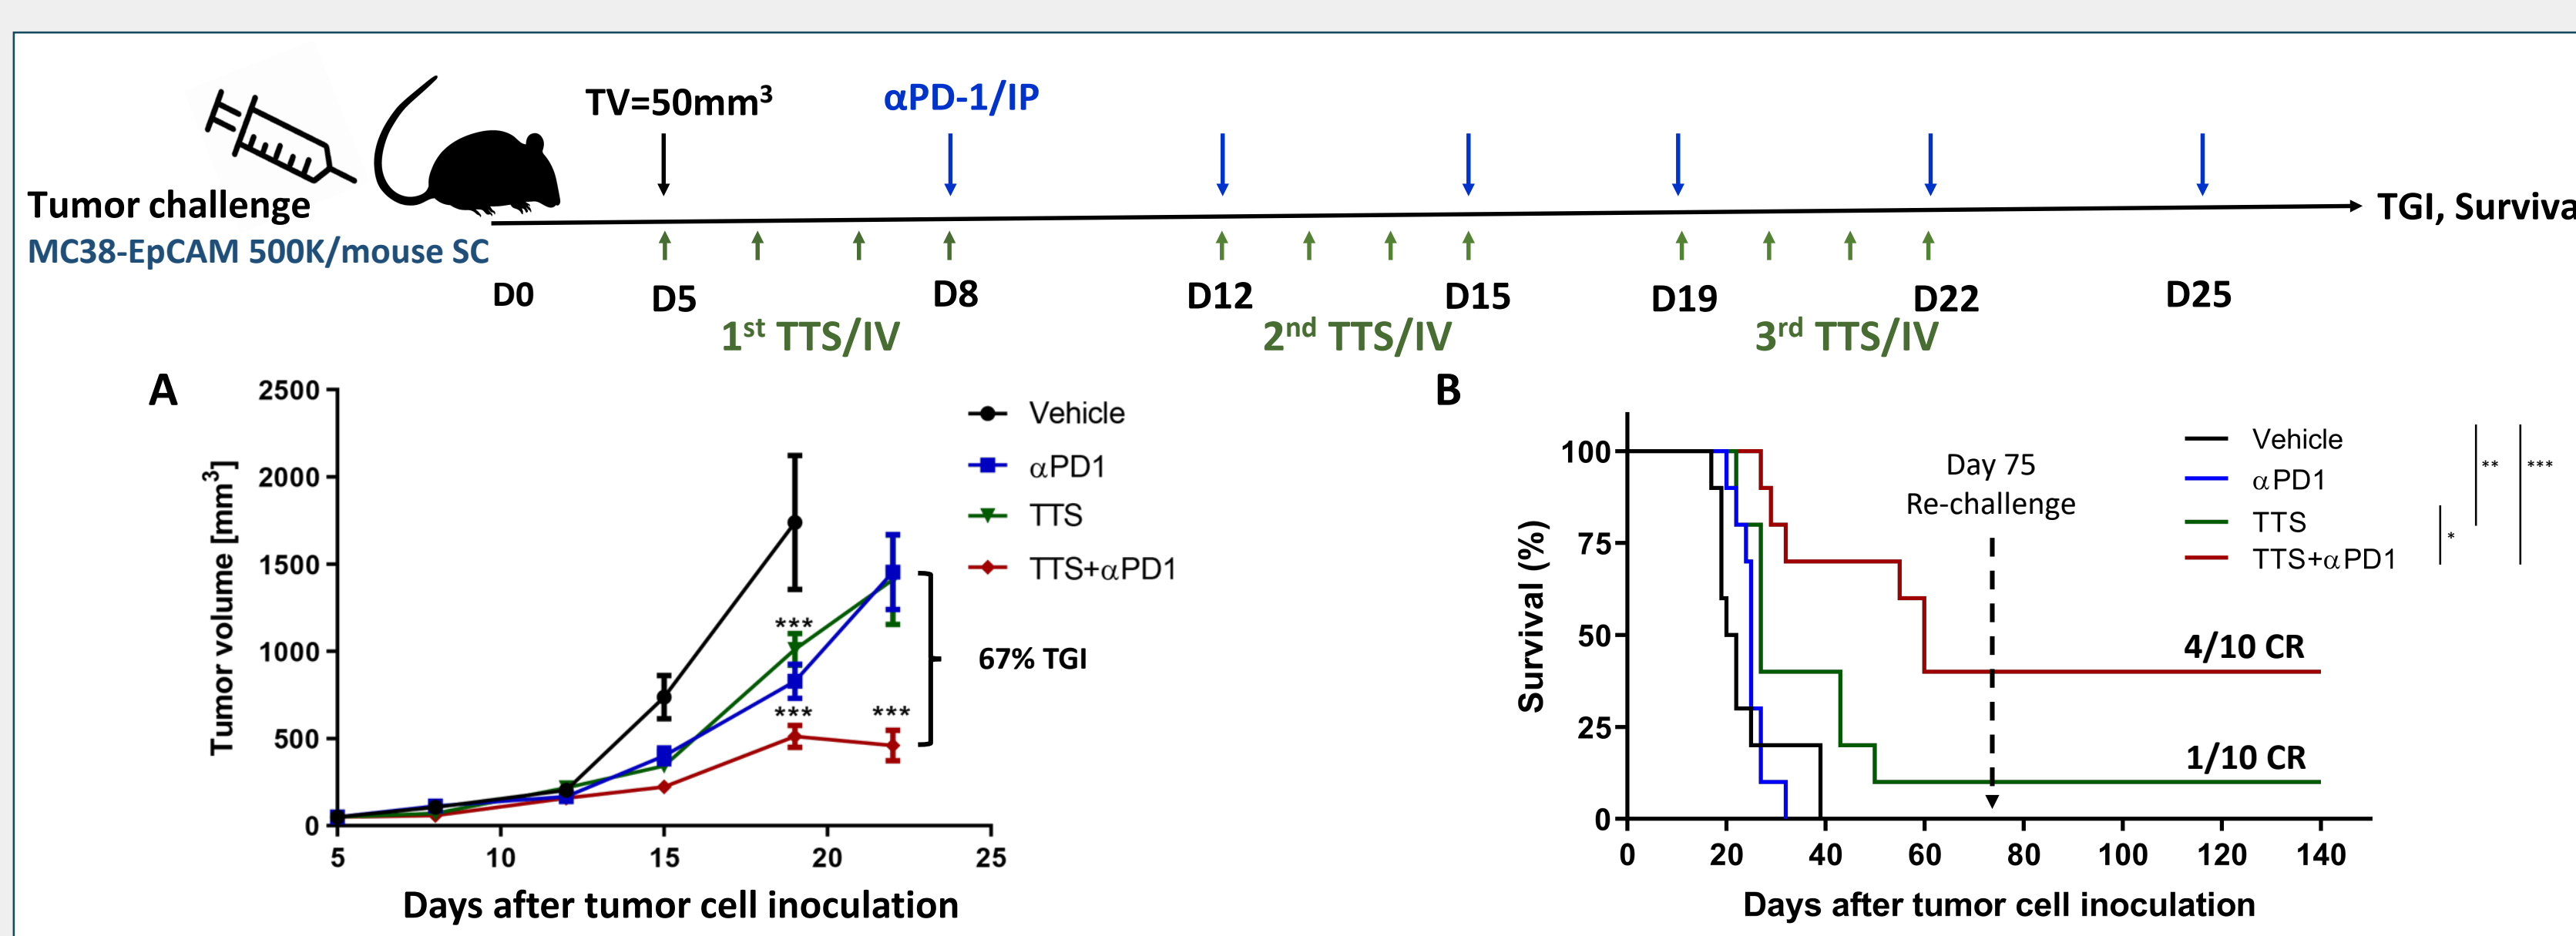 TV=50mm³
αPD-1/IP
Tumor challenge
MC38-EpCAM 500K/mouse SC
TGI, Surviva
D0 D5 D8 D12 D15 D19 D22 D25
1st TTS/IV 2nd TTS/IV 3rd TTS/IV
A
2500
2000
1500
1000
500
0
Tumor volume [mm³]
5 10 15 20 25
Days after tumor cell inoculation
Vehicle
αPD1
TTS
TTS+αPD1
***
***
***
67% TGI
B
100
75
50
25
0
Survival (%)
0 20 40 60 80 100 120 140
Days after tumor cell inoculation
Day 75
Re-challenge
Vehicle
αPD1
TTS
TTS+αPD1
** ***
*
4/10 CR
1/10 CR